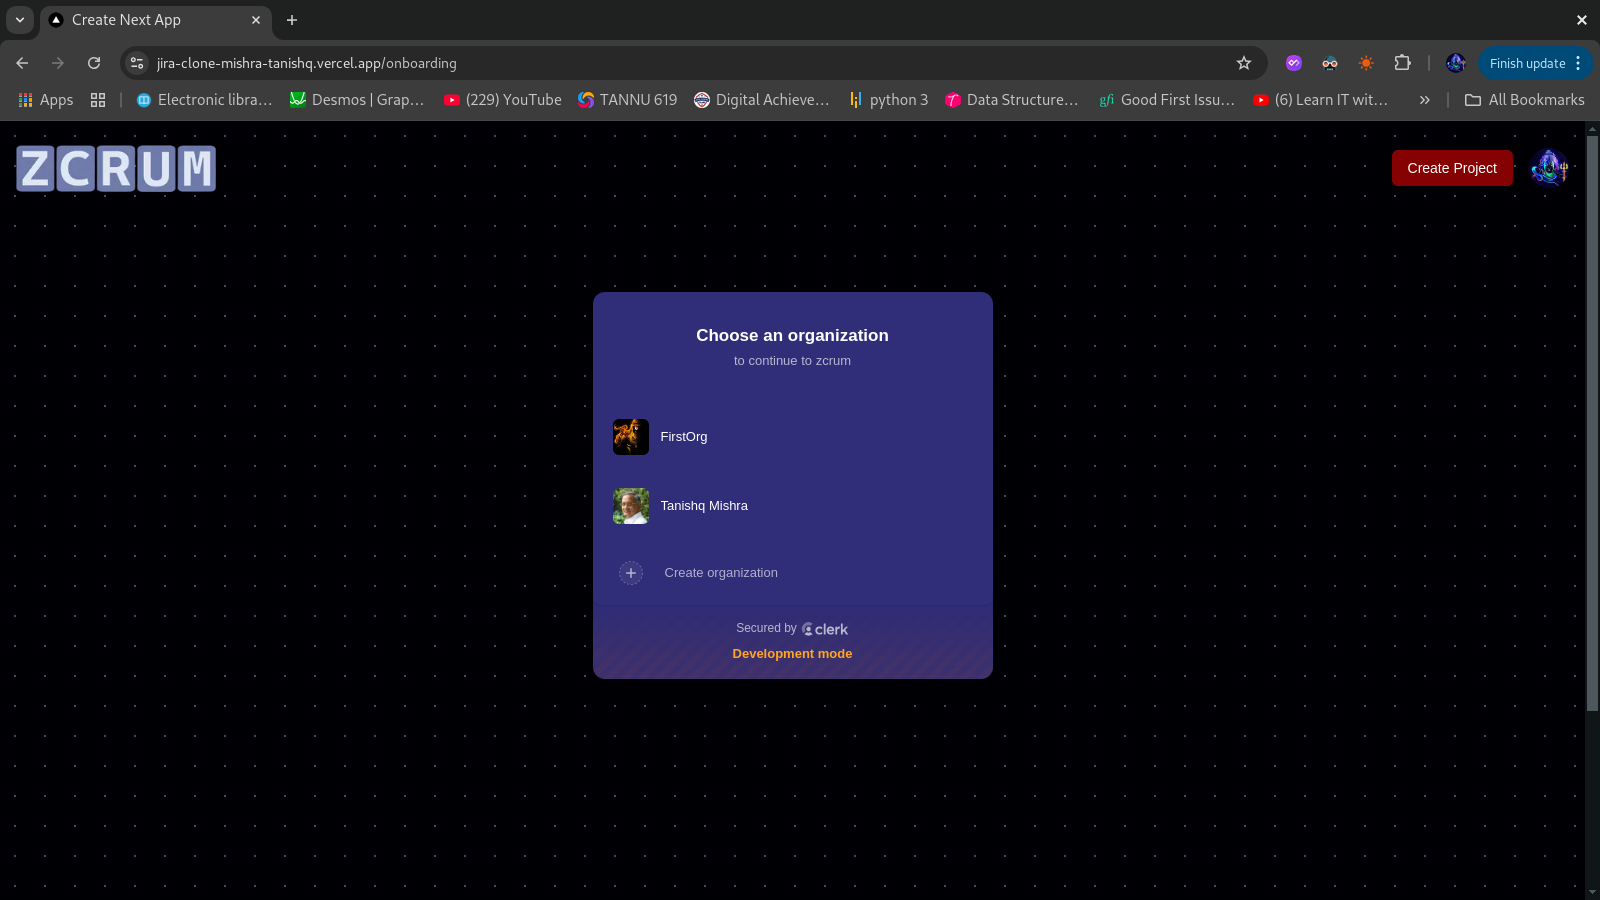 Create Next App
jira-clone-mishra-tanishq.vercel.app/onboarding
Finish update
Apps
Electronic libra...
Desmos | Grap...
(229) YouTube
TANNU 619
Digital Achieve...
python 3
Data Structure...
gfi
Good First Issu...
(6) Learn IT wit...
All Bookmarks
ZCRUM
Create Project
Choose an organization
to continue to zcrum
FirstOrg
Tanishq Mishra
Create organization
Secured by clerk
Development mode